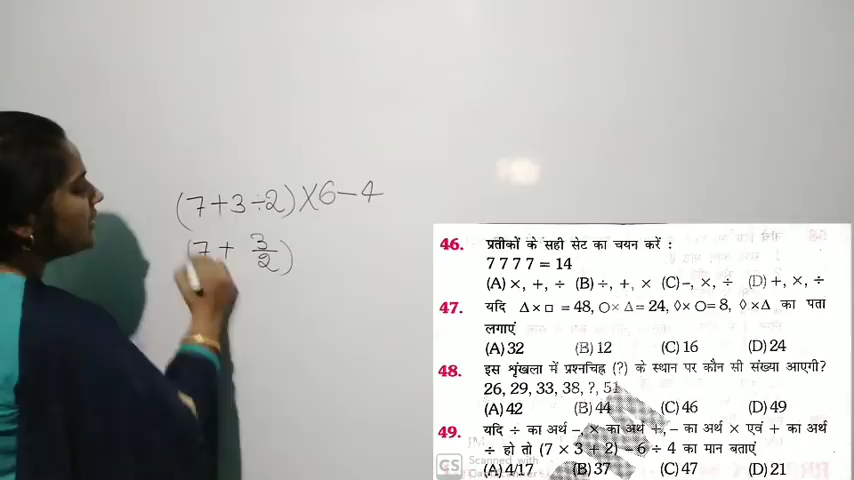 (7+3÷2)×6-4
(7+ 3/2)
46. प्रतीकों के सही सेट का चयन करें :
7 7 7 7 = 14
(A) ×, +, ÷ (B) ÷, +, × (C) –, ×, ÷ (D) +, ×, ÷
47. यदि Δ×□ =48, ○×Δ=24, ◊×○=8, ◊×Δ का पता
लगाएं
(A) 32 (B) 12 (C) 16 (D) 24
48. इस शृंखला में प्रश्नचिह्न (?) के स्थान पर कौन सी संख्या आएगी?
26, 29, 33, 38, ?, 51
(A) 42 (B) 44 (C) 46 (D) 49
49. यदि ÷ का अर्थ –, × का अर्थ +, – का अर्थ × एवं + का अर्थ
÷ हो तो (7 × 3 + 2) – 6 ÷ 4 का मान बताएं
(A) 4/17 (B) 37 (C) 47 (D) 21
CS Scanned with